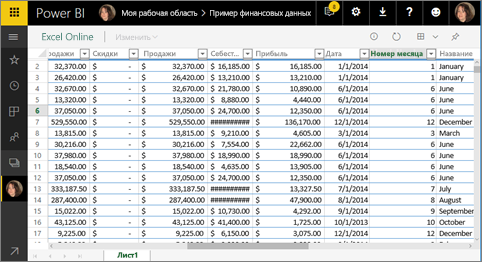 Power BI Моя рабочая область > Пример финансовых данных
Excel Online Изменить
родажи Скидки Продажи Себест... Прибыль Дата Номер месяца Название
2 32,370.00 $ - $ 32,370.00 $ 16,185.00 $ 16,185.00 1/1/2014 1 January
3 26,420.00 $ - $ 26,420.00 $ 13,210.00 $ 13,210.00 1/1/2014 1 January
4 32,670.00 $ - $ 32,670.00 $ 21,780.00 $ 10,890.00 6/1/2014 6 June
5 13,320.00 $ - $ 13,320.00 $ 8,880.00 $ 4,440.00 6/1/2014 6 June
6 37,050.00 $ - $ 37,050.00 $ 24,700.00 $ 12,350.00 6/1/2014 6 June
7 529,550.00 $ - $ 529,550.00 ########## $ 136,170.00 12/1/2014 12 December
8 13,815.00 $ - $ 13,815.00 $ 9,210.00 $ 4,605.00 3/1/2014 3 March
9 30,216.00 $ - $ 30,216.00 $ 7,554.00 $ 22,662.00 6/1/2014 6 June
10 37,980.00 $ - $ 37,980.00 $ 18,990.00 $ 18,990.00 6/1/2014 6 June
11 18,540.00 $ - $ 18,540.00 $ 4,635.00 $ 13,905.00 6/1/2014 6 June
12 37,050.00 $ - $ 37,050.00 $ 24,700.00 $ 12,350.00 6/1/2014 6 June
13 333,187.50 $ - $ 333,187.50 ########## $ 13,327.50 7/1/2014 7 July
14 287,400.00 $ - $ 287,400.00 ########## $ 47,900.00 8/1/2014 8 August
15 15,022.00 $ - $ 15,022.00 $ 10,730.00 $ 4,292.00 9/1/2014 9 September
16 43,125.00 $ - $ 43,125.00 $ 41,400.00 $ 1,725.00 10/1/2013 10 October
17 9,225.00 $ - $ 9,225.00 $ 6,150.00 $ 3,075.00 12/1/2014 12 December
Лист1